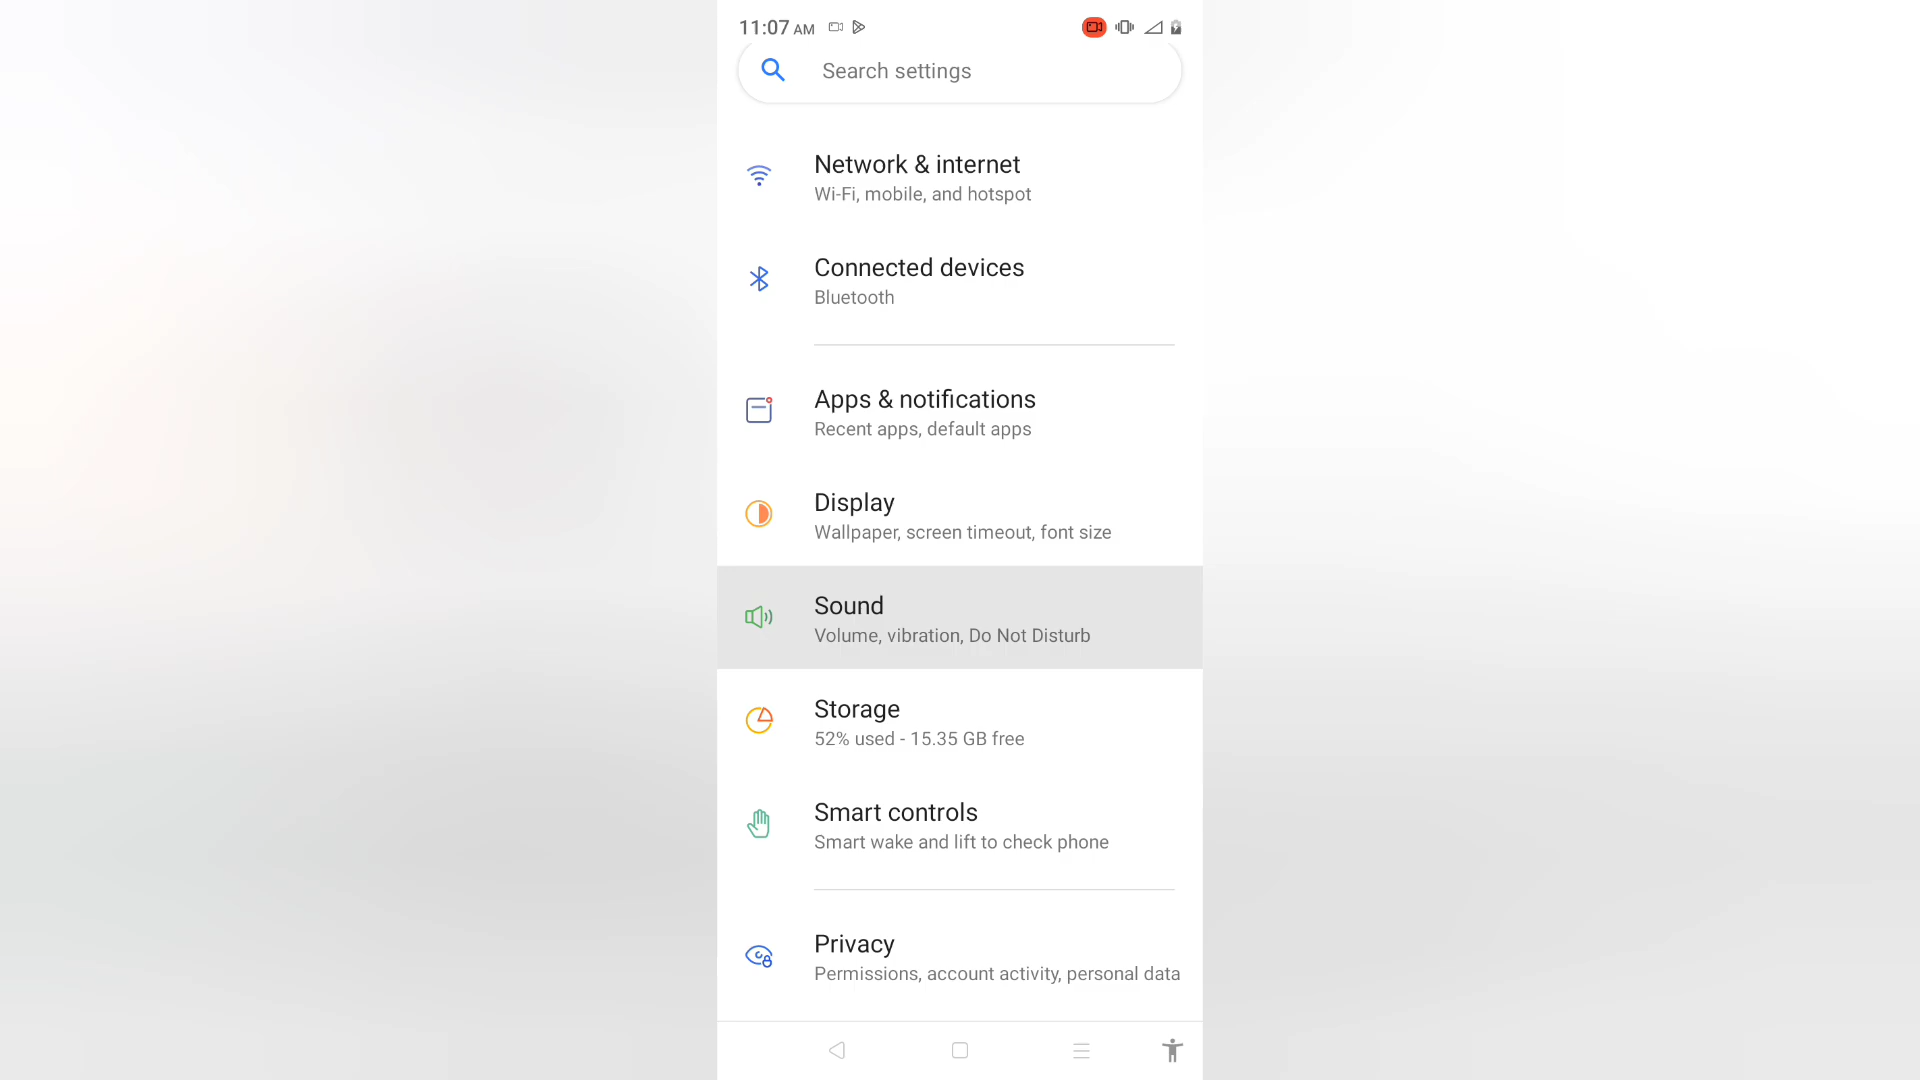 11:07 AM
Search settings
Network & internet
Wi-Fi, mobile, and hotspot
Connected devices
Bluetooth
Apps & notifications
Recent apps, default apps
Display
Wallpaper, screen timeout, font size
Sound
Volume, vibration, Do Not Disturb
Storage
52% used - 15.35 GB free
Smart controls
Smart wake and lift to check phone
Privacy
Permissions, account activity, personal data